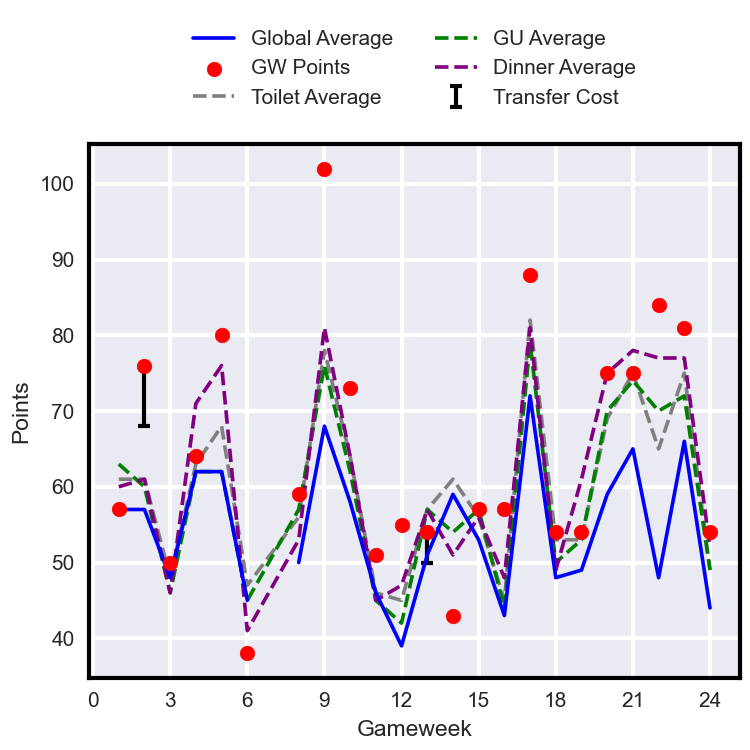 Global Average
GW Points
Toilet Average
GU Average
Dinner Average
Transfer Cost
100
90
80
70
60
50
40
Points
0 3 6 9 12 15 18 21 24
Gameweek